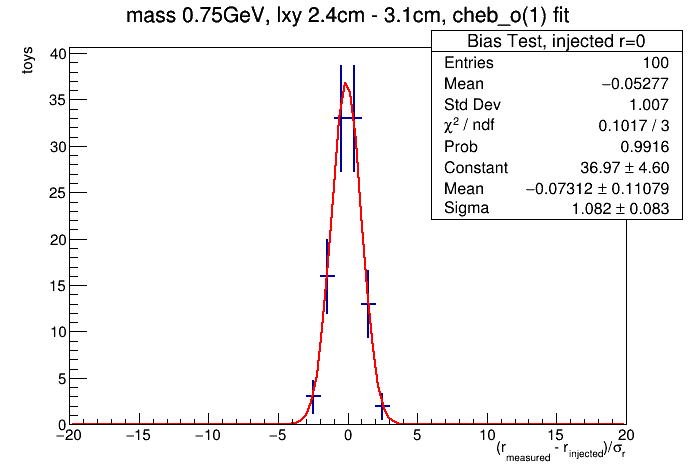 mass 0.75GeV, lxy 2.4cm - 3.1cm, cheb_o(1) fit
Bias Test, injected r=0
Entries 100
Mean −0.05277
Std Dev 1.007
χ² / ndf 0.1017 / 3
Prob 0.9916
Constant 36.97 ± 4.60
Mean −0.07312 ± 0.11079
Sigma 1.082 ± 0.083
toys
40
35
30
25
20
15
10
5
0
−20 −15 −10 −5 0 5 10 15 20
(r_measured - r_injected)/σ_r